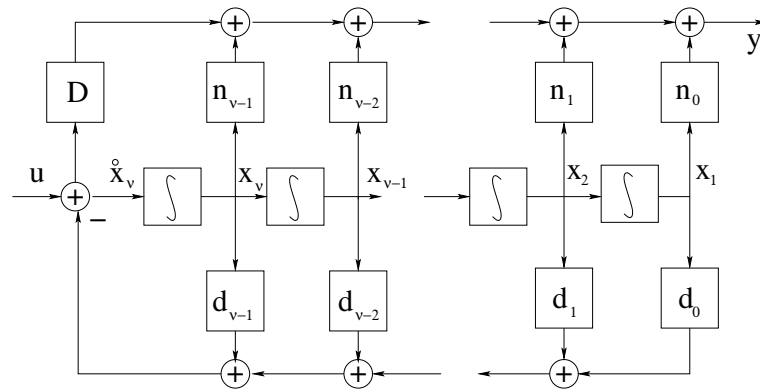 + + + +
y
D n_{ν−1} n_{ν−2} n_1 n_0
u + x̊_ν ∫ x_ν ∫ x_{ν−1} ∫ x_2 ∫ x_1
−
d_{ν−1} d_{ν−2} d_1 d_0
+ + +